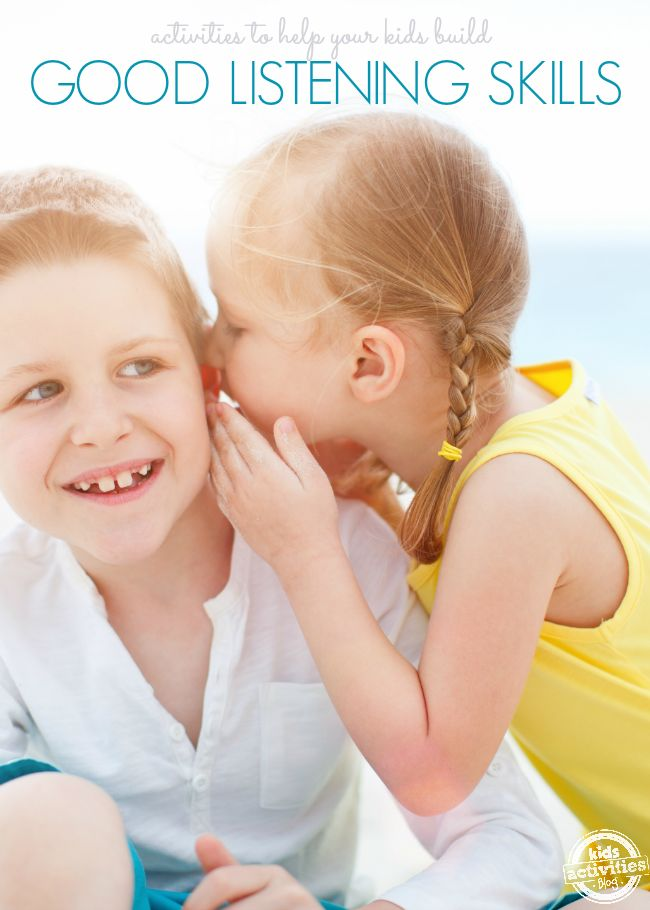 activities to help your kids build
GOOD LISTENING SKILLS
kids
activities
Blog